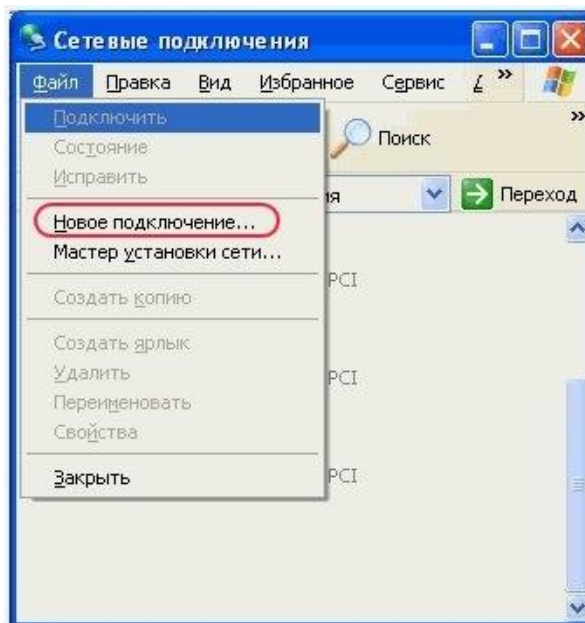 Сетевые подключения
Файл Правка Вид Избранное Сервис »
Подключить
»
Состояние
Поиск
Исправить
ия
Переход
Новое подключение...
Мастер установки сети...
PCI
Создать копию
Создать ярлык
Удалить
PCI
Переименовать
Свойства
Закрыть
PCI